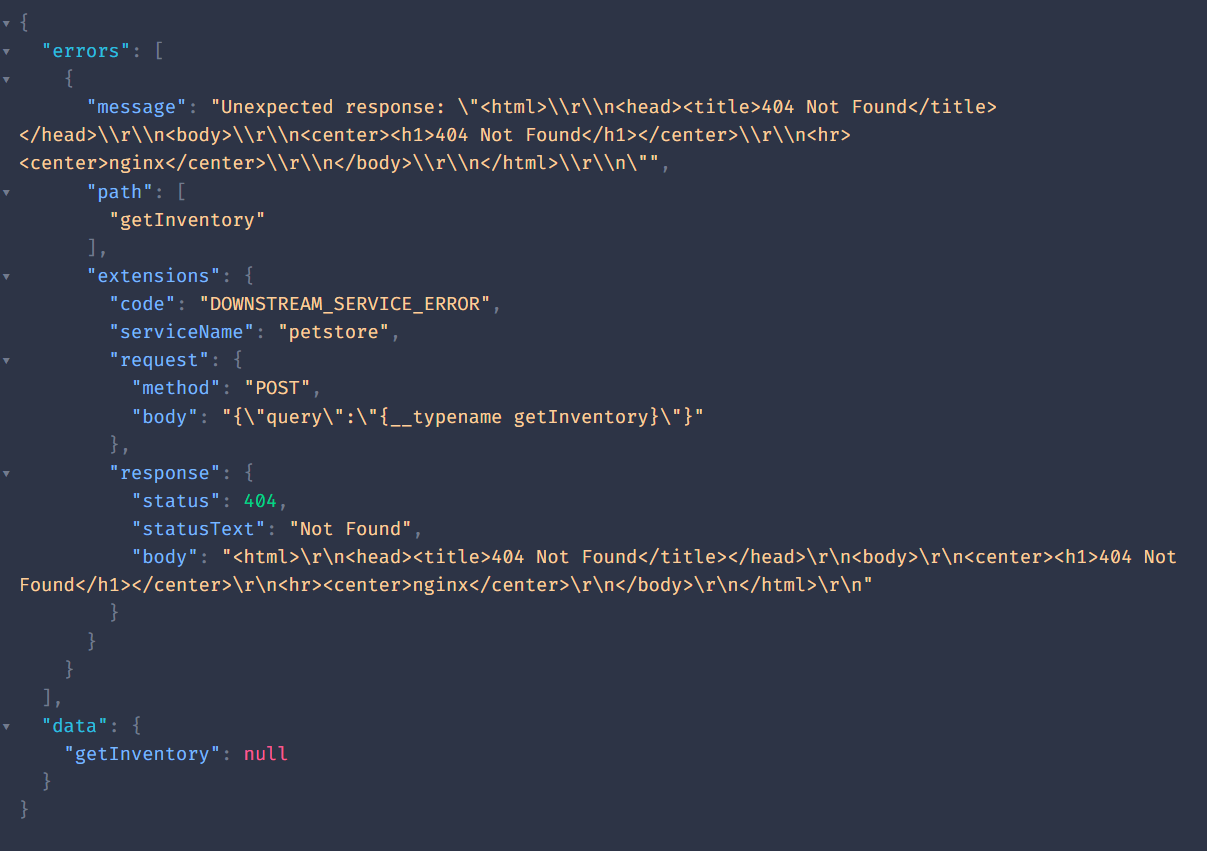 {
"errors": [
{
"message": "Unexpected response: \"<html>\\r\\n<head><title>404 Not Found</title>
</head>\\r\\n<body>\\r\\n<center><h1>404 Not Found</h1></center>\\r\\n<hr>
<center>nginx</center>\\r\\n</body>\\r\\n</html>\\r\\n\"",
"path": [
"getInventory"
],
"extensions": {
"code": "DOWNSTREAM_SERVICE_ERROR",
"serviceName": "petstore",
"request": {
"method": "POST",
"body": "{\"query\":\"{__typename getInventory}\"}"
},
"response": {
"status": 404,
"statusText": "Not Found",
"body": "<html>\r\n<head><title>404 Not Found</title></head>\r\n<body>\r\n<center><h1>404 Not
Found</h1></center>\r\n<hr><center>nginx</center>\r\n</body>\r\n</html>\r\n"
}
}
}
],
"data": {
"getInventory": null
}
}